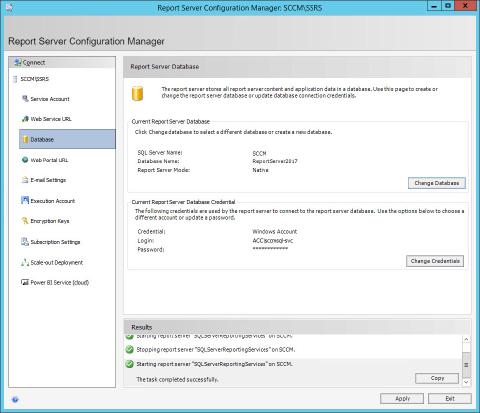 Report Server Configuration Manager: SCCM\SSRS
Report Server Configuration Manager
Connect
SCCM\SSRS
Service Account
Web Service URL
Database
Web Portal URL
E-mail Settings
Execution Account
Encryption Keys
Subscription Settings
Scale-out Deployment
Power BI Service (cloud)
Report Server Database
The report server stores all report server content and application data in a database. Use this page to create or
change the report server database or update database connection credentials.
Current Report Server Database
Click Change database to select a different database or create a new database.
SQL Server Name: SCCM
Database Name: ReportServer2017
Report Server Mode: Native
Change Database
Current Report Server Database Credential
The following credentials are used by the report server to connect to the report server database. Use the options below to choose a
different account or update a password.
Credential: Windows Account
Login: ACC\sccmsql-svc
Password: ************
Change Credentials
Results
Starting report server "SQLServerReportingServices" on SCCM.
Stopping report server "SQLServerReportingServices" on SCCM.
Starting report server "SQLServerReportingServices" on SCCM.
The task completed successfully.
Copy
Apply
Exit